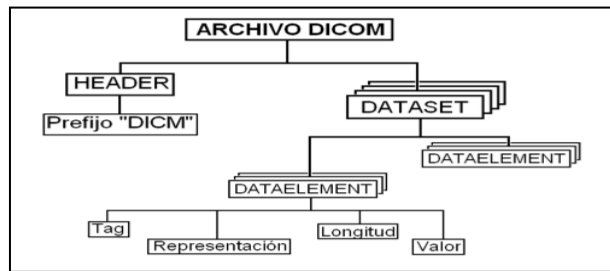 ARCHIVO DICOM
HEADER
DATASET
Prefijo "DICM"
DATAELEMENT
DATAELEMENT
Tag
Representación
Longitud
Valor